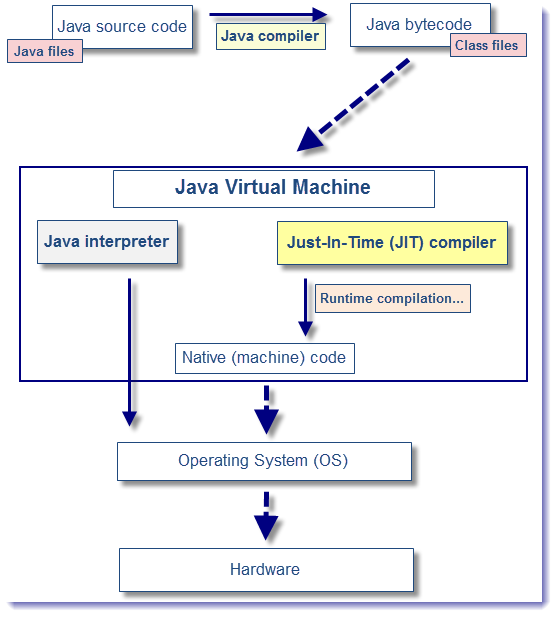 Java source code
Java files
Java compiler
Java bytecode
Class files
Java Virtual Machine
Java interpreter
Just-In-Time (JIT) compiler
Runtime compilation...
Native (machine) code
Operating System (OS)
Hardware